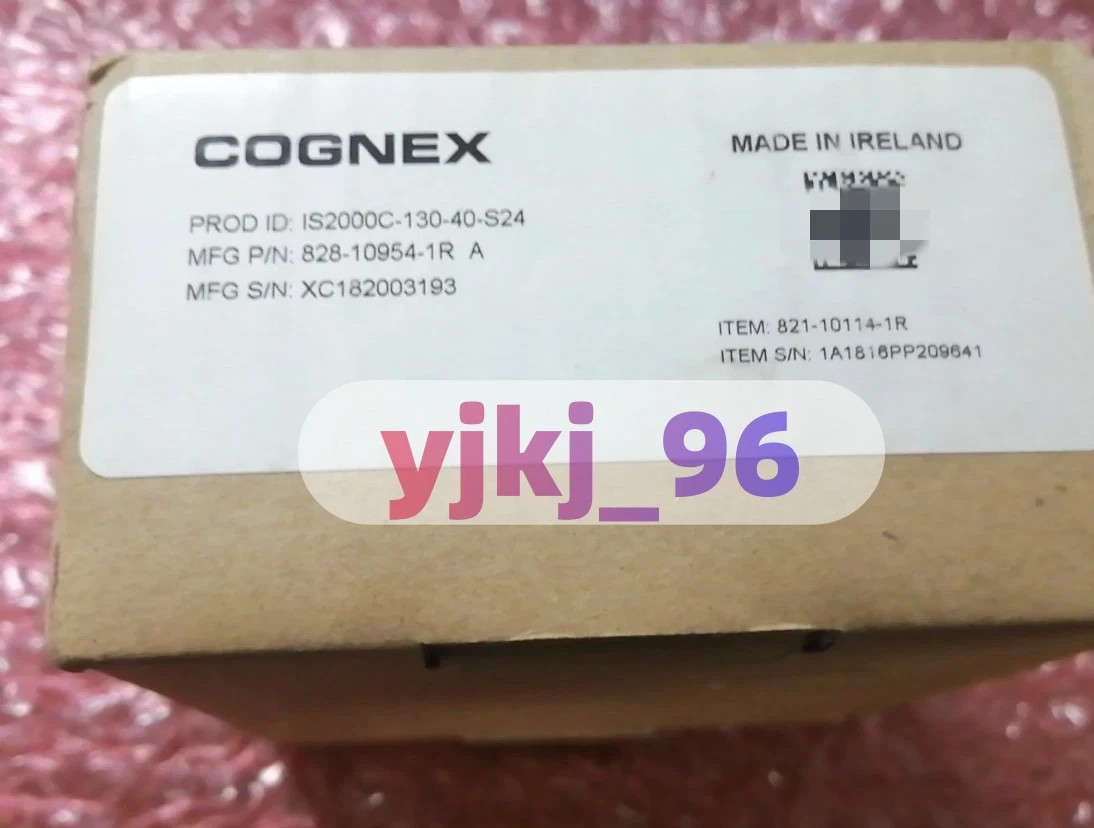 COGNEX
PROD ID: IS2000C-130-40-S24
MFG P/N: 828-10954-1R A
MFG S/N: XC182003193
MADE IN IRELAND
ITEM: 821-10114-1R
ITEM S/N: 1A1816PP209641
yjkj_96